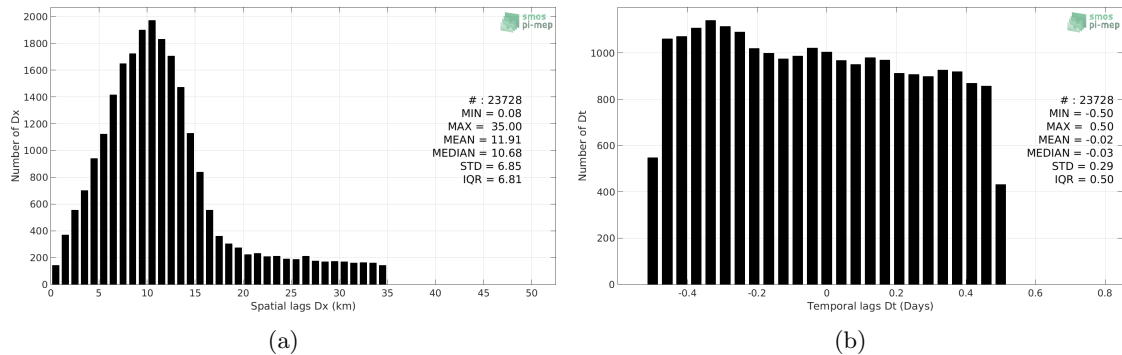 2000
1800
1600
1400
1200
1000
800
600
400
200
0
Number of Dx
0 5 10 15 20 25 30 35 40 45 50
Spatial lags Dx (km)
smos
pi-mep
# : 23728
MIN = 0.08
MAX = 35.00
MEAN = 11.91
MEDIAN = 10.68
STD = 6.85
IQR = 6.81
(a)
1000
800
600
400
200
0
Number of Dt
-0.4 -0.2 0 0.2 0.4 0.6 0.8
Temporal lags Dt (Days)
smos
pi-mep
# : 23728
MIN = -0.50
MAX = 0.50
MEAN = -0.02
MEDIAN = -0.03
STD = 0.29
IQR = 0.50
(b)